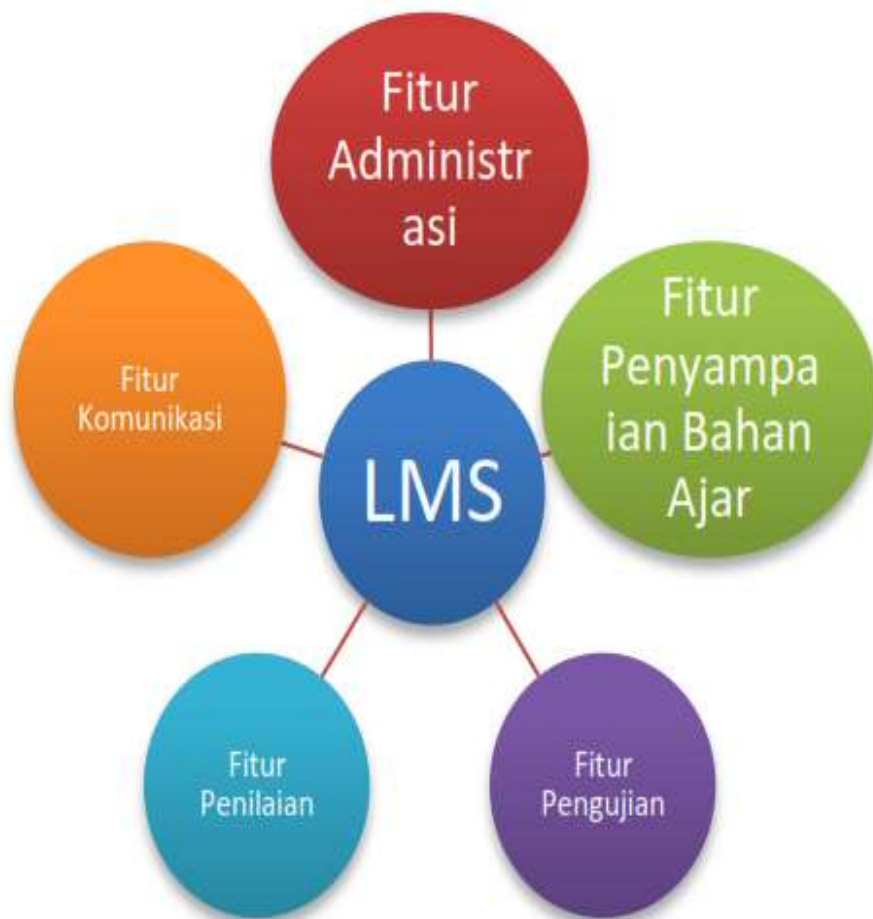 Fitur
Administr
asi
Fitur
Penyampa
ian Bahan
Ajar
Fitur
Komunikasi
LMS
Fitur
Penilaian
Fitur
Pengujian